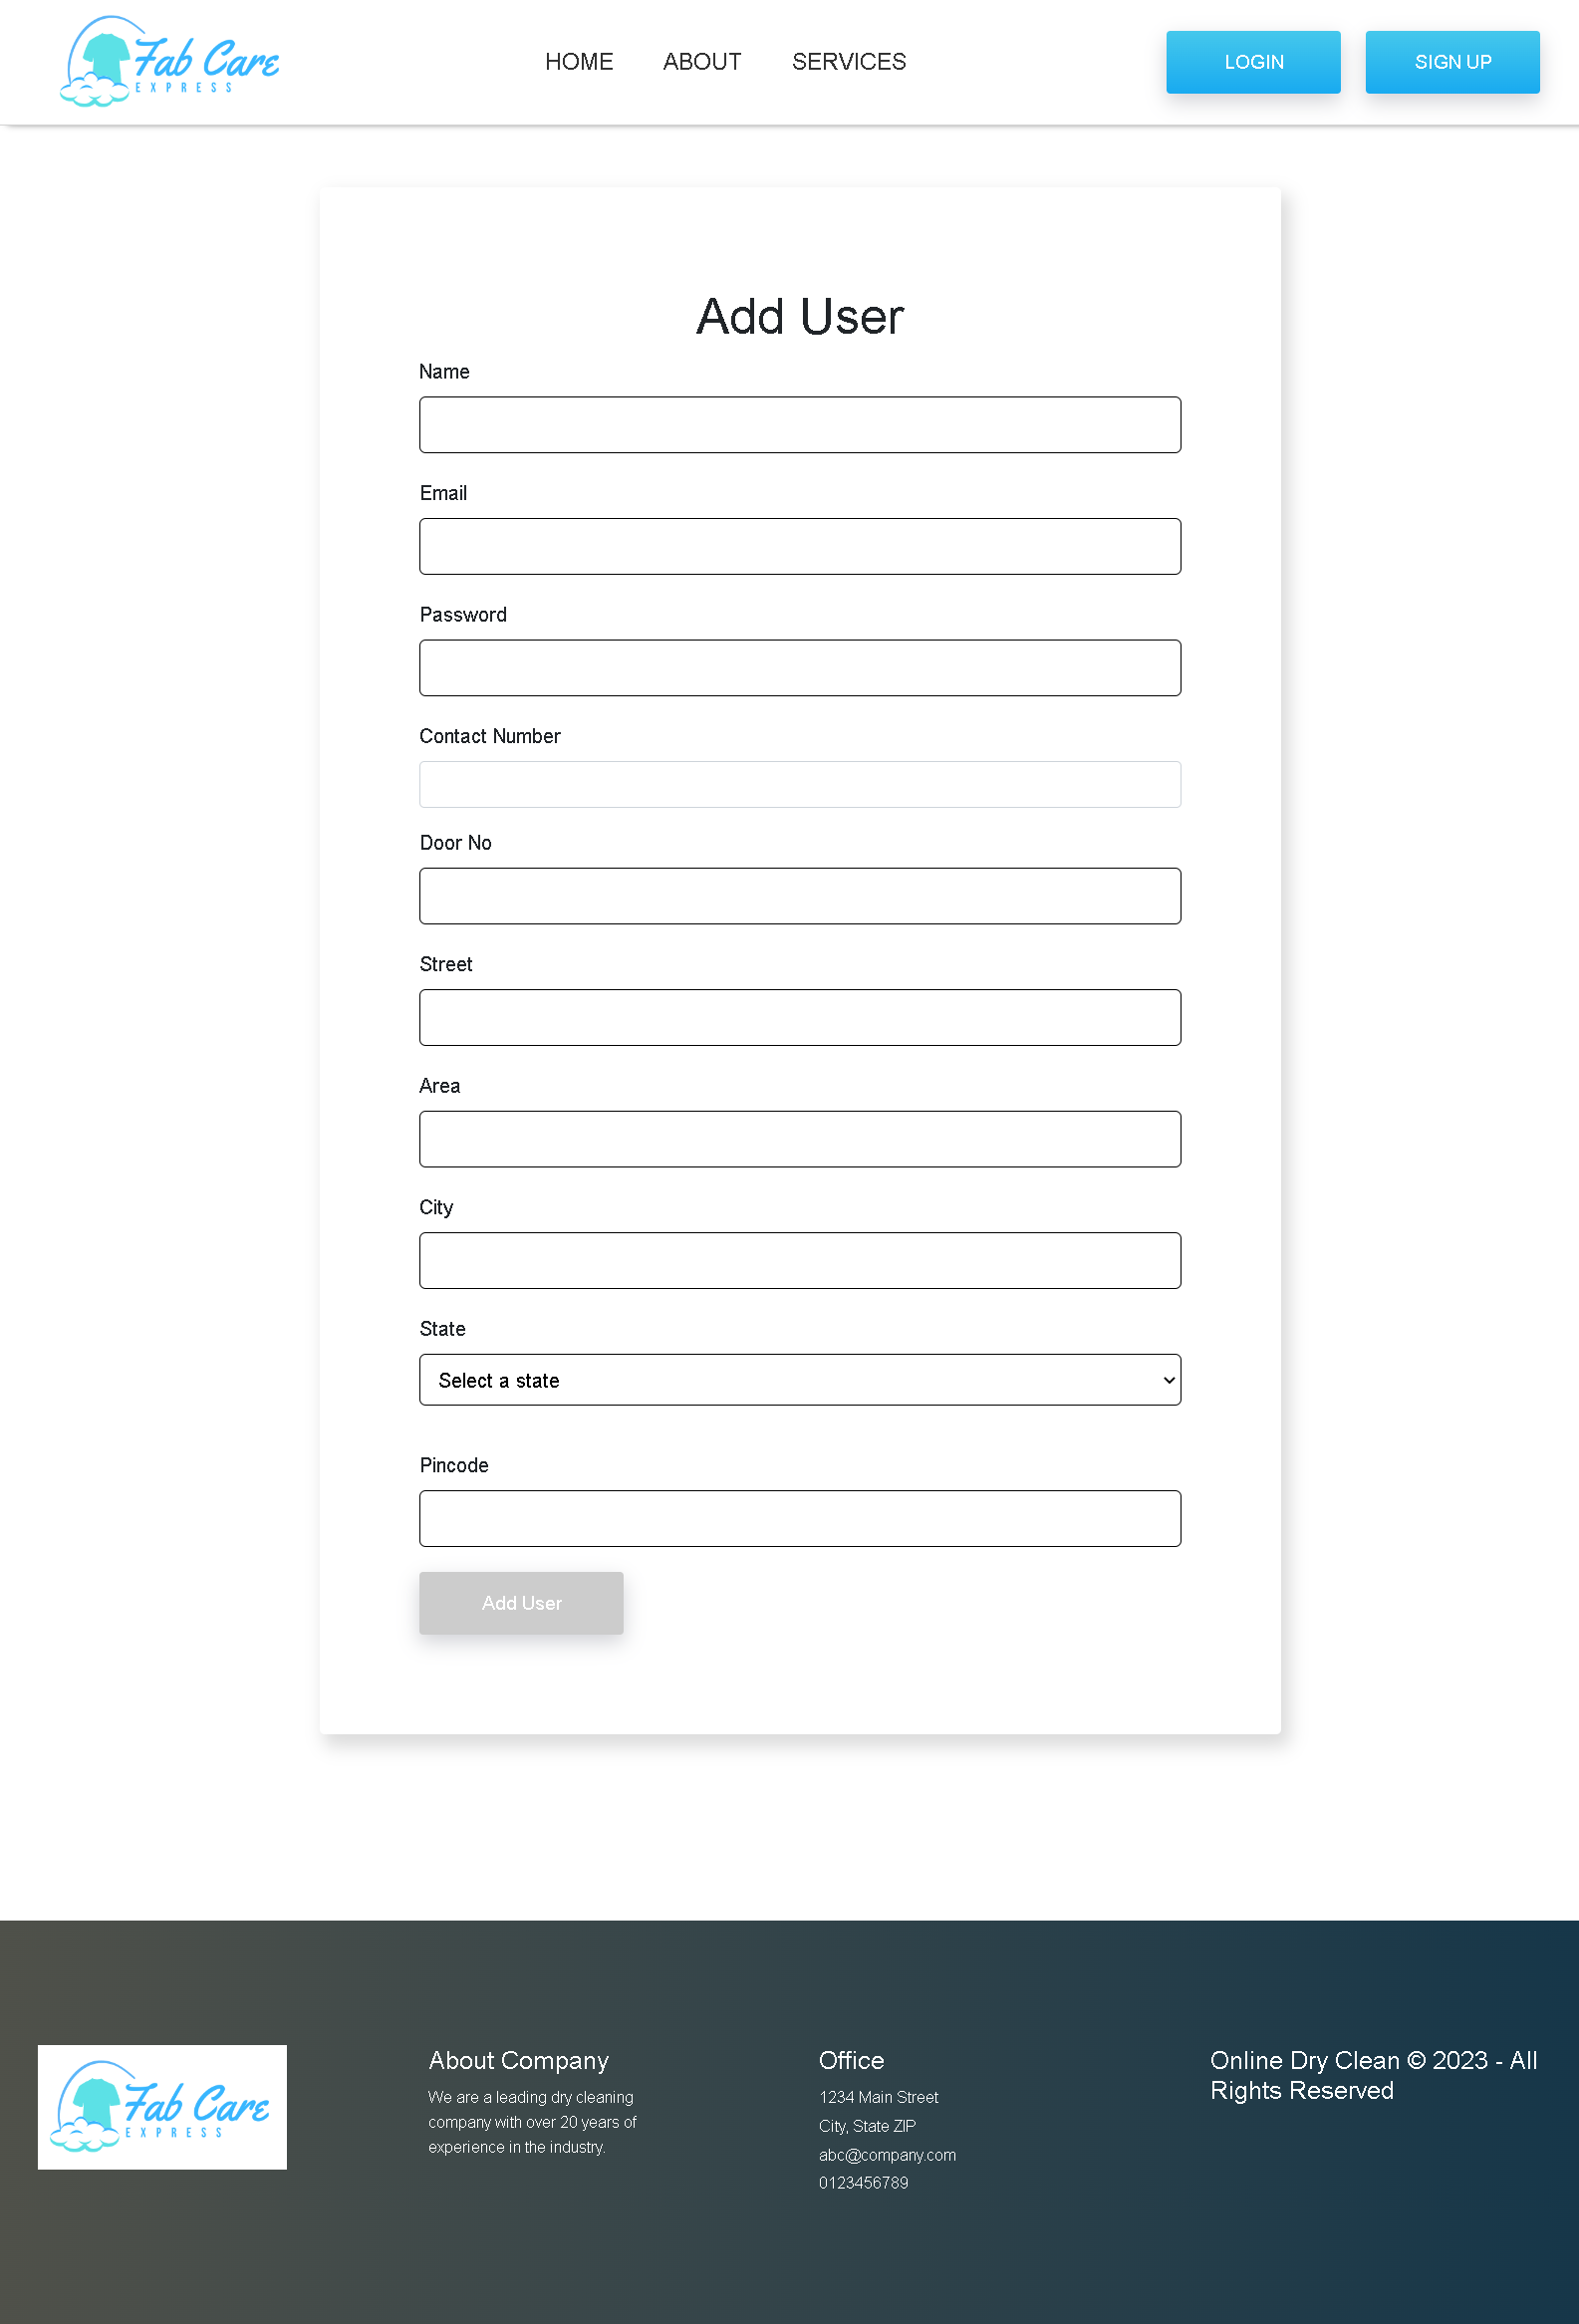 Fab Care
EXPRESS
HOME
ABOUT
SERVICES
LOGIN
SIGN UP
Add User
Name
Email
Password
Contact Number
Door No
Street
Area
City
State
Select a state
Pincode
Add User
Fab Care
EXPRESS
About Company
We are a leading dry cleaning
company with over 20 years of
experience in the industry.
Office
1234 Main Street
City, State ZIP
abc@company.com
0123456789
Online Dry Clean © 2023 - All
Rights Reserved